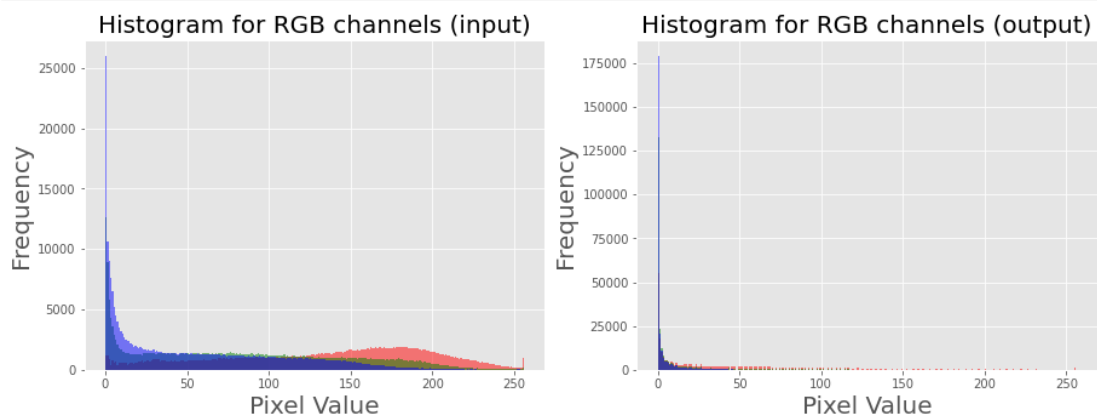 Histogram for RGB channels (input)
Frequency
25000
20000
15000
10000
5000
0
0 50 100 150 200 250
Pixel Value
Histogram for RGB channels (output)
Frequency
175000
150000
125000
100000
75000
50000
25000
0
0 50 100 150 200 250
Pixel Value